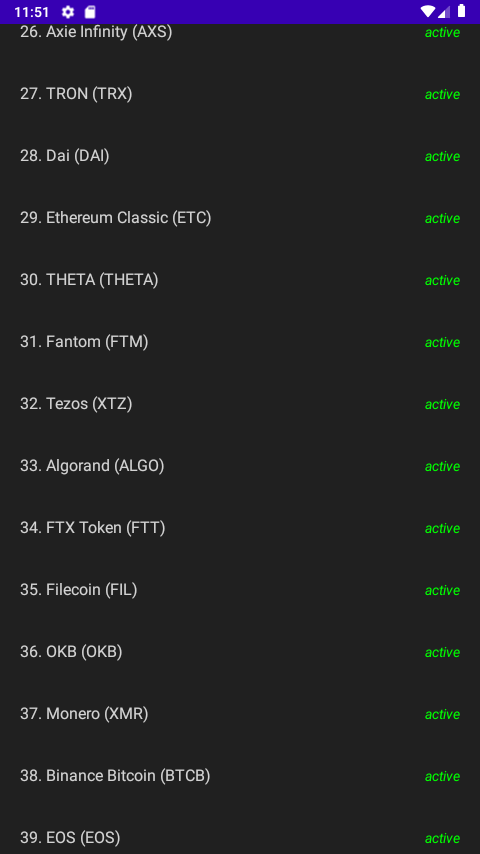 11:51
26. Axie Infinity (AXS) active
27. TRON (TRX) active
28. Dai (DAI) active
29. Ethereum Classic (ETC) active
30. THETA (THETA) active
31. Fantom (FTM) active
32. Tezos (XTZ) active
33. Algorand (ALGO) active
34. FTX Token (FTT) active
35. Filecoin (FIL) active
36. OKB (OKB) active
37. Monero (XMR) active
38. Binance Bitcoin (BTCB) active
39. EOS (EOS) active